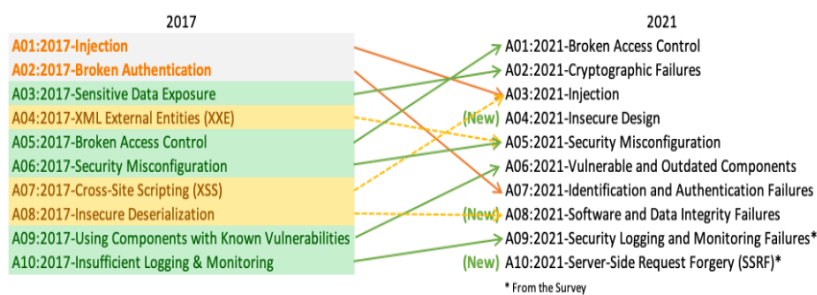 2017 2021
A01:2017-Injection A01:2021-Broken Access Control
A02:2017-Broken Authentication A02:2021-Cryptographic Failures
A03:2017-Sensitive Data Exposure A03:2021-Injection
A04:2017-XML External Entities (XXE) (New) A04:2021-Insecure Design
A05:2017-Broken Access Control A05:2021-Security Misconfiguration
A06:2017-Security Misconfiguration A06:2021-Vulnerable and Outdated Components
A07:2017-Cross-Site Scripting (XSS) A07:2021-Identification and Authentication Failures
A08:2017-Insecure Deserialization (New) A08:2021-Software and Data Integrity Failures
A09:2017-Using Components with Known Vulnerabilities A09:2021-Security Logging and Monitoring Failures*
A10:2017-Insufficient Logging & Monitoring (New) A10:2021-Server-Side Request Forgery (SSRF)*
* From the Survey